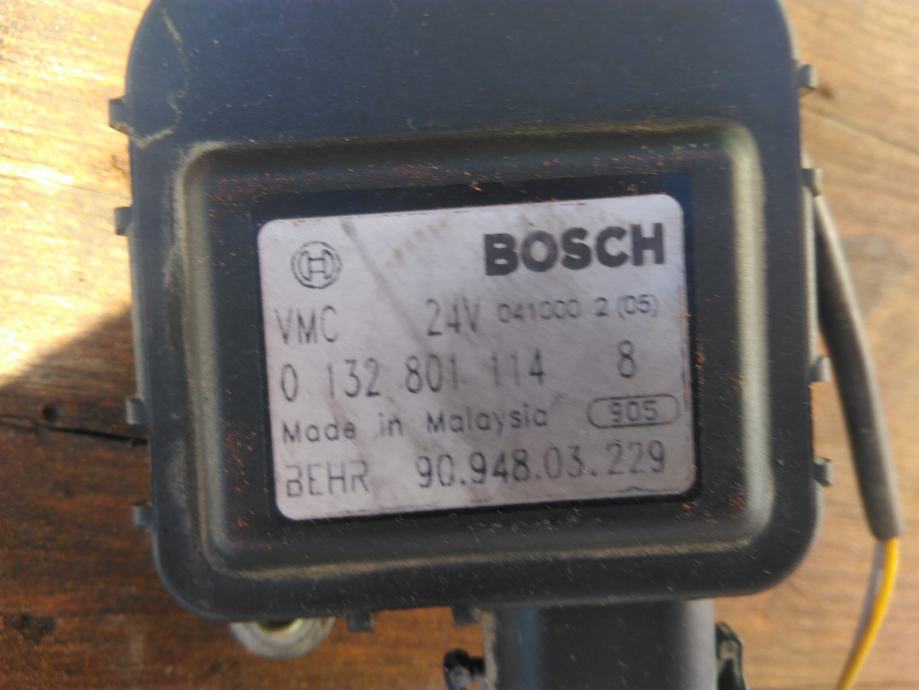 BOSCH
VMC 24V 041000 2 (05)
0 132 801 114 8
Made in Malaysia 905
BEHR 90.948.03.229